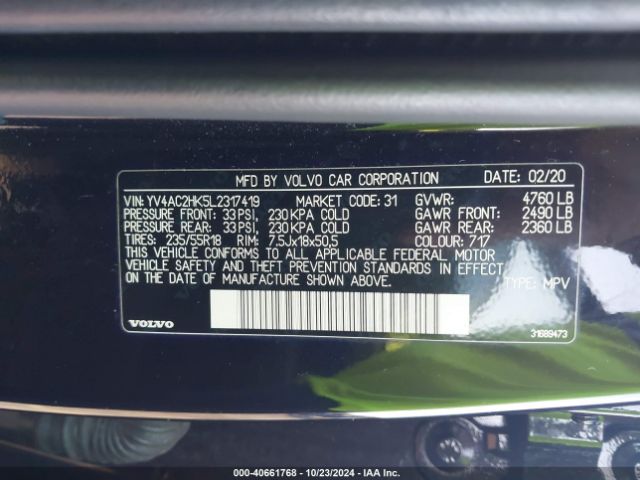 MFD BY VOLVO CAR CORPORATION DATE: 02/20
VIN: YV4AC2HK5L2317419 MARKET CODE: 31 GVWR: 4760 LB
PRESSURE FRONT: 33 PSI, 230 KPA COLD GAWR FRONT: 2490 LB
PRESSURE REAR: 33 PSI, 230 KPA COLD GAWR REAR: 2360 LB
TIRES: 235/55R18 RIM: 7.5Jx18x50,5 COLOUR: 717
THIS VEHICLE CONFORMS TO ALL APPLICABLE FEDERAL MOTOR
VEHICLE SAFETY AND THEFT PREVENTION STANDARDS IN EFFECT
ON THE DATE OF MANUFACTURE SHOWN ABOVE. TYPE: MPV
VOLVO 31689473
000-40661768 - 10/23/2024 - IAA Inc.